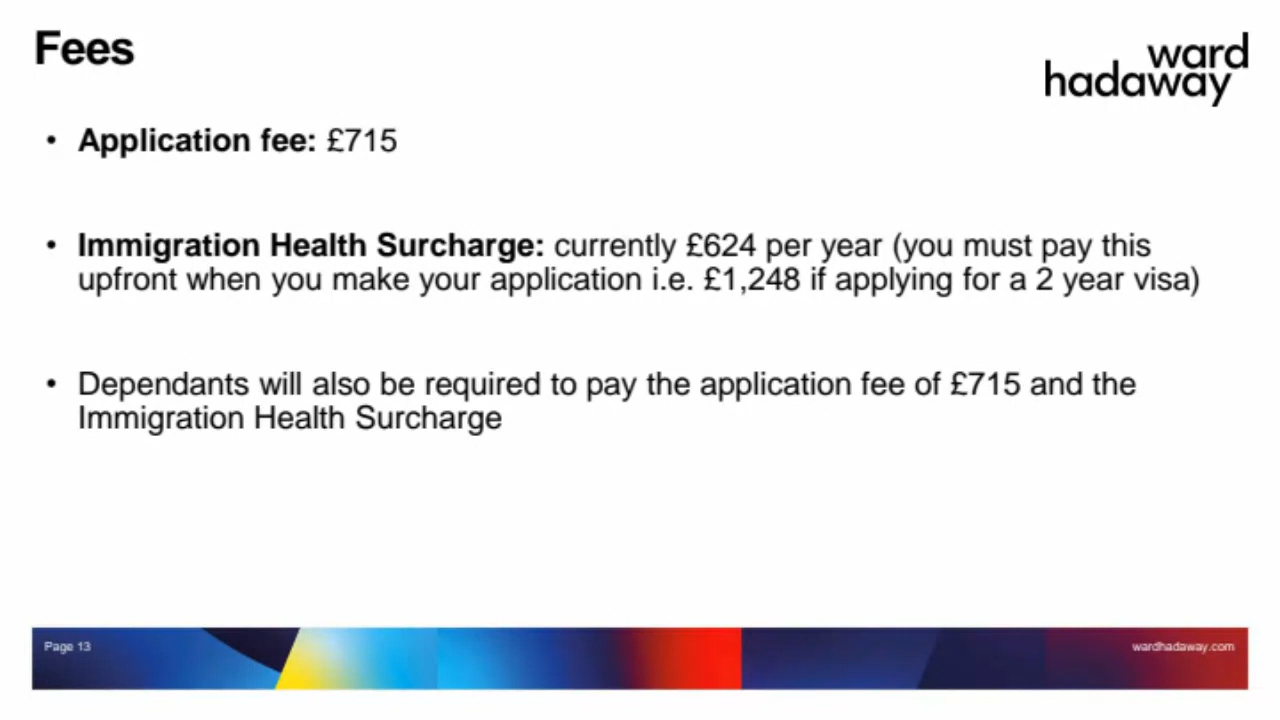 Fees
ward
hadaway
• Application fee: £715
• Immigration Health Surcharge: currently £624 per year (you must pay this
upfront when you make your application i.e. £1,248 if applying for a 2 year visa)
• Dependants will also be required to pay the application fee of £715 and the
Immigration Health Surcharge
Page 13
wardhadaway.com